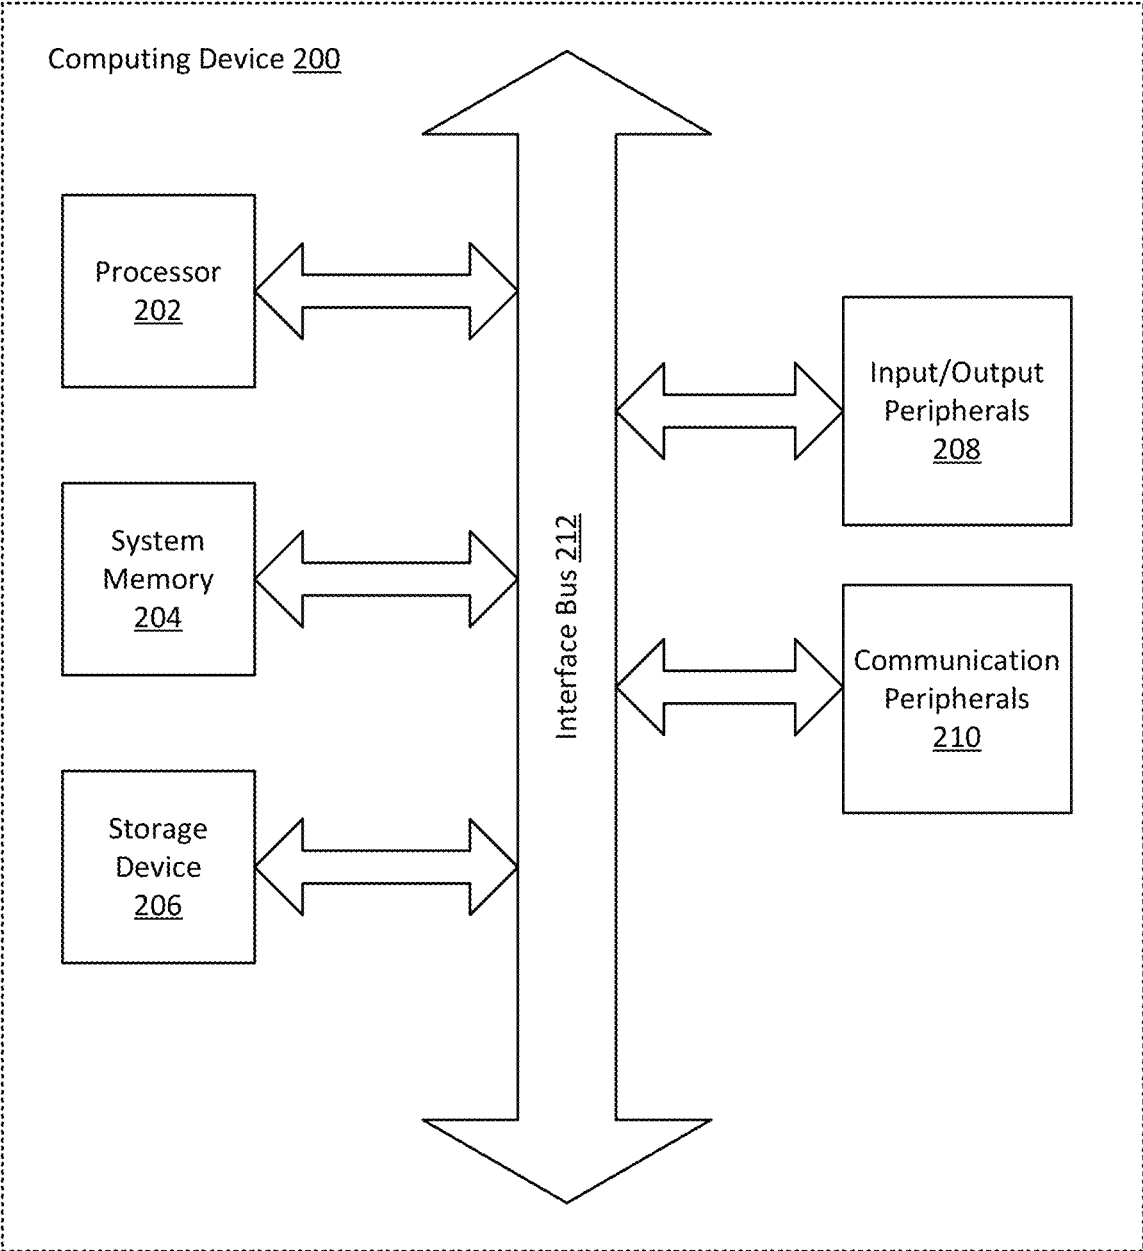 Computing Device 200
Processor
202
System
Memory
204
Storage
Device
206
Interface Bus 212
Input/Output
Peripherals
208
Communication
Peripherals
210